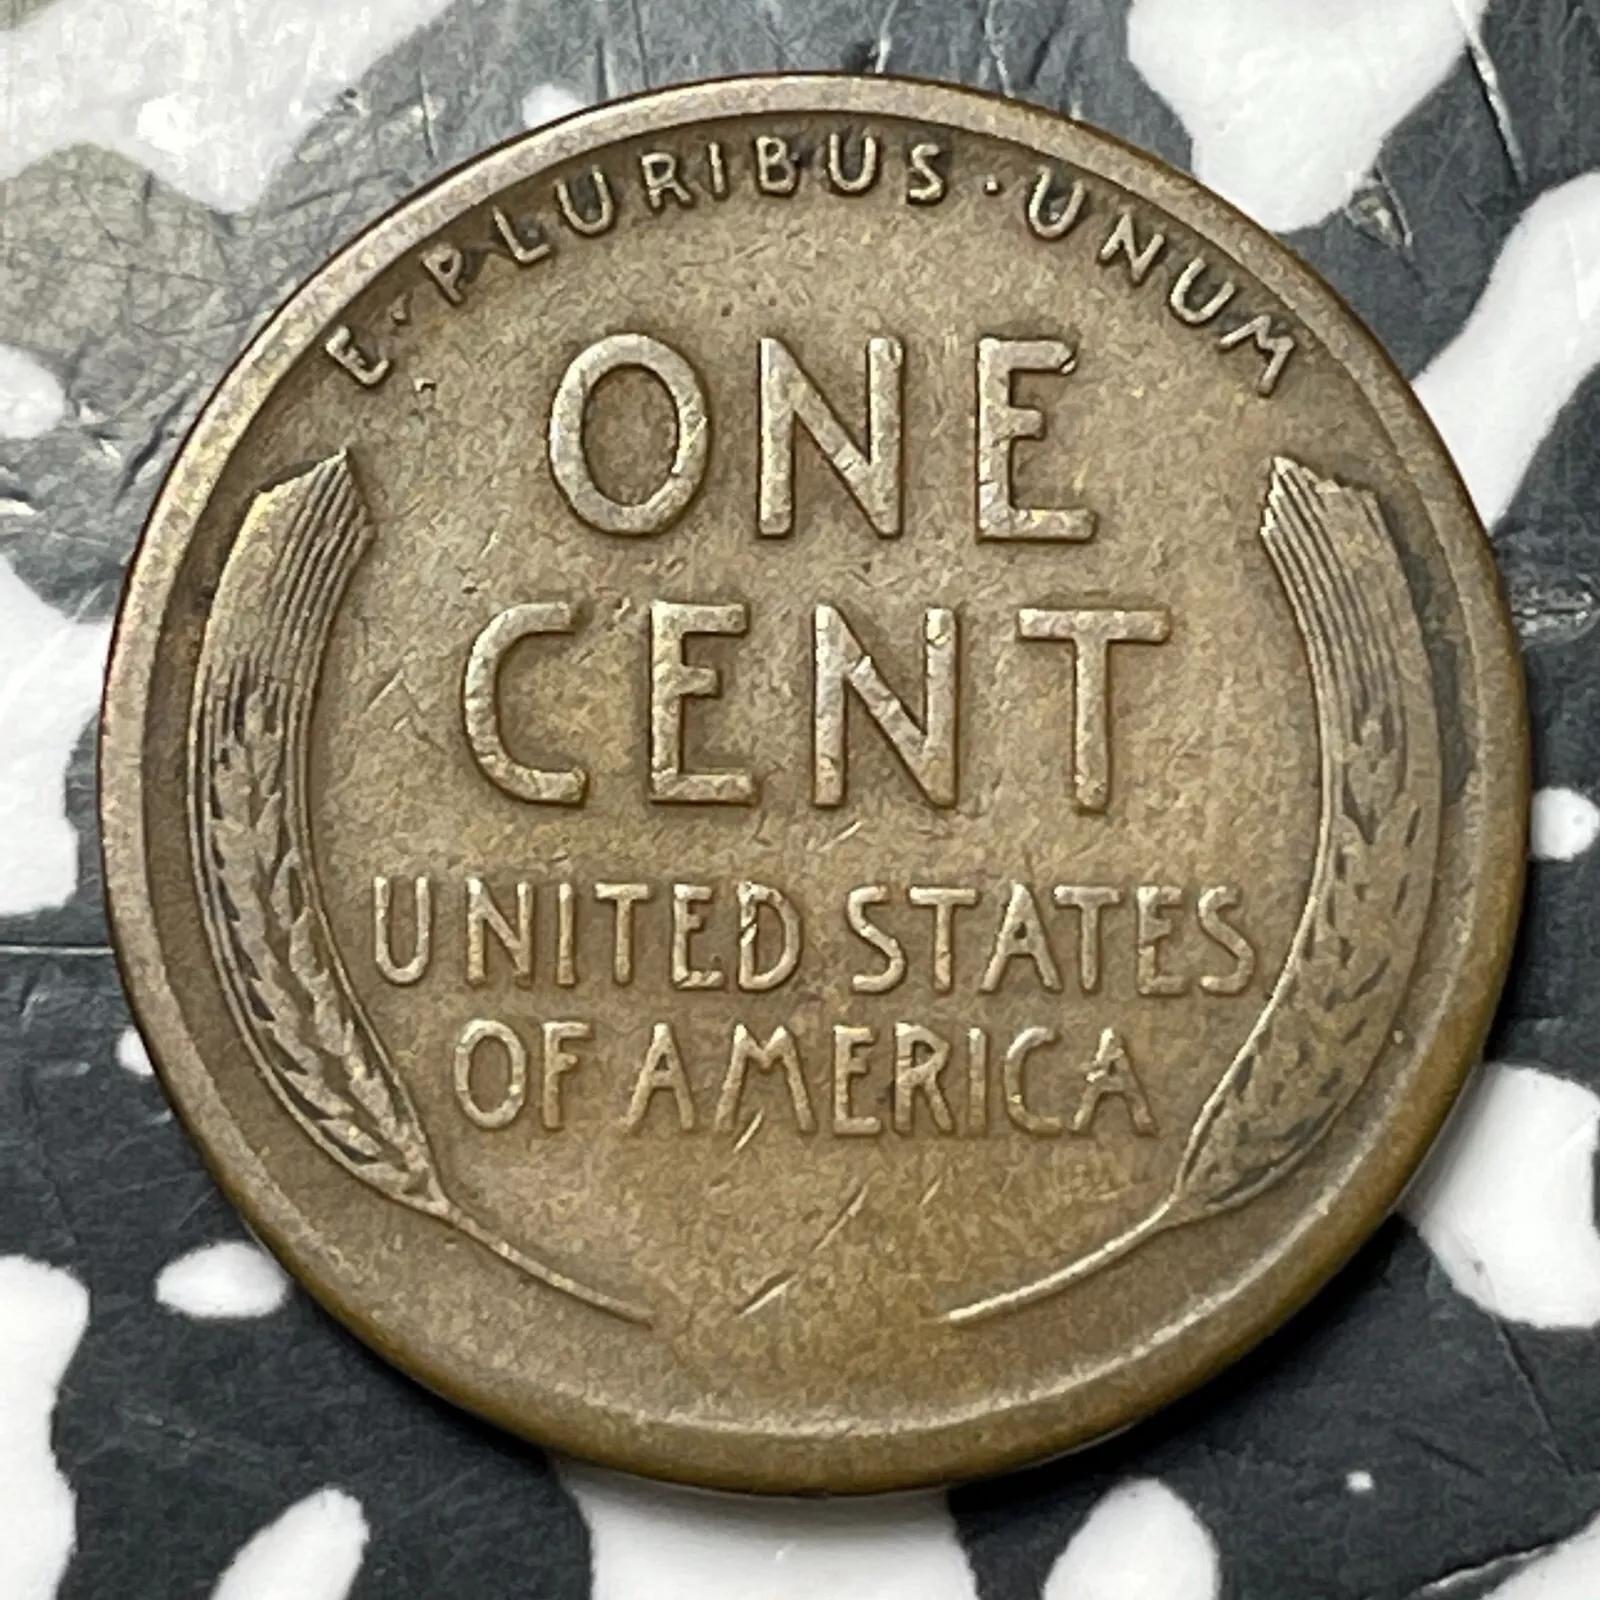 E·PLURIBUS·UNUM
ONE
CENT
UNITED STATES
OF AMERICA